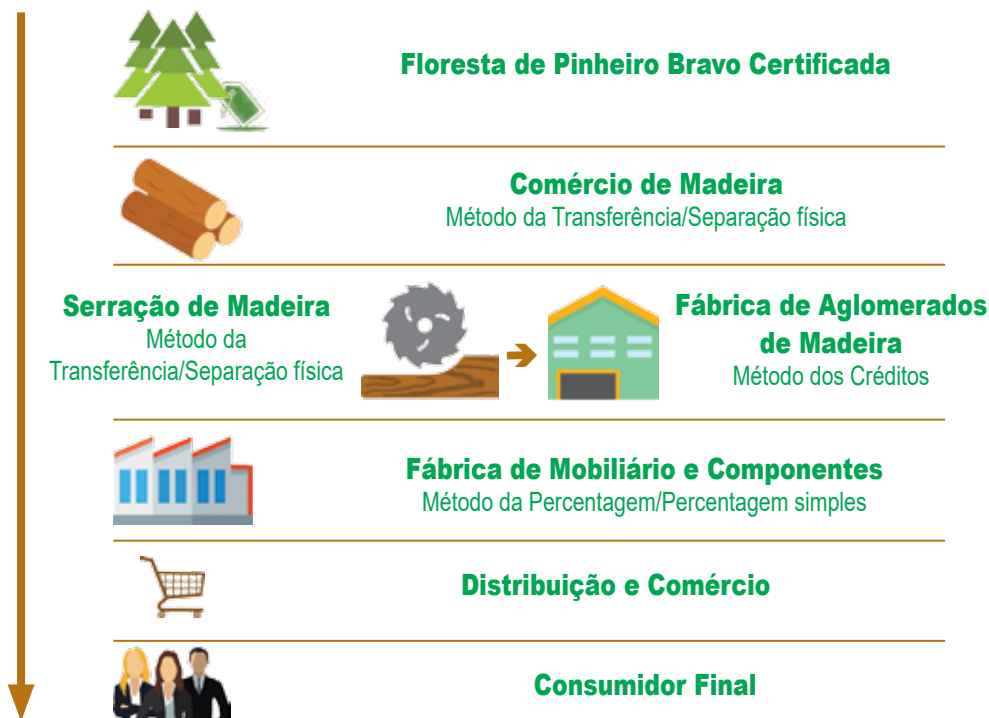 Floresta de Pinheiro Bravo Certificada
Comércio de Madeira
Método da Transferência/Separação física
Serração de Madeira
Método da
Transferência/Separação física
Fábrica de Aglomerados
de Madeira
Método dos Créditos
Fábrica de Mobiliário e Componentes
Método da Percentagem/Percentagem simples
Distribuição e Comércio
Consumidor Final